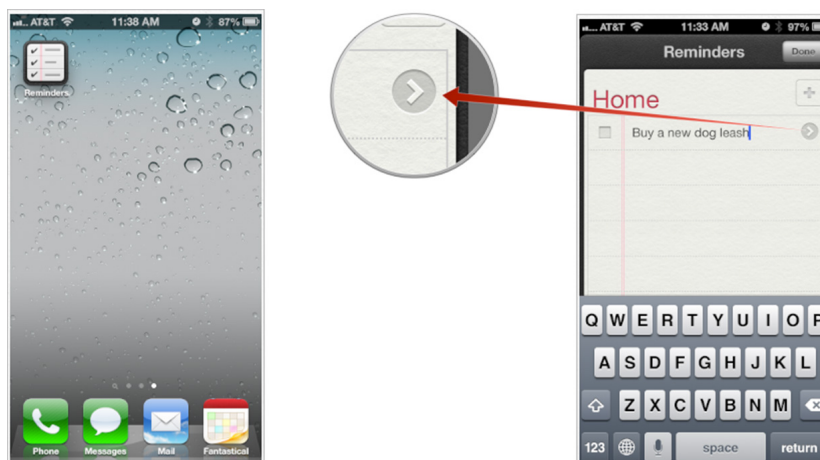 AT&T 11:38 AM 87%
Reminders
Phone Messages Mail Fantastical
AT&T 11:33 AM 97%
Reminders Done
Home
Buy a new dog leash
Q W E R T Y U I O P
A S D F G H J K L
Z X C V B N M
123 space return